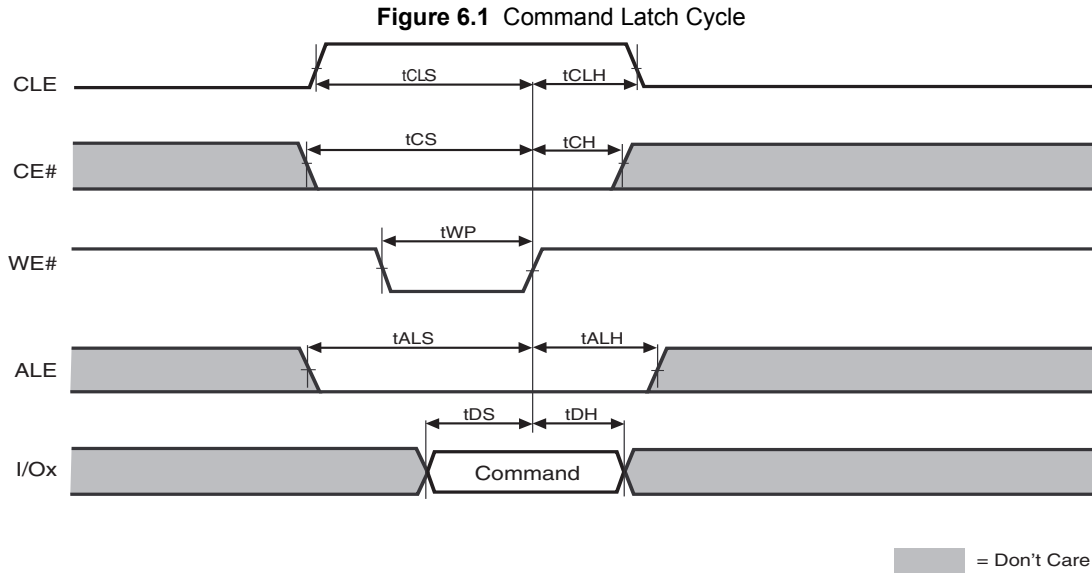 Figure 6.1 Command Latch Cycle
CLE
tCLS
tCLH
CE#
tCS
tCH
WE#
tWP
ALE
tALS
tALH
I/Ox
tDS
tDH
Command
= Don't Care